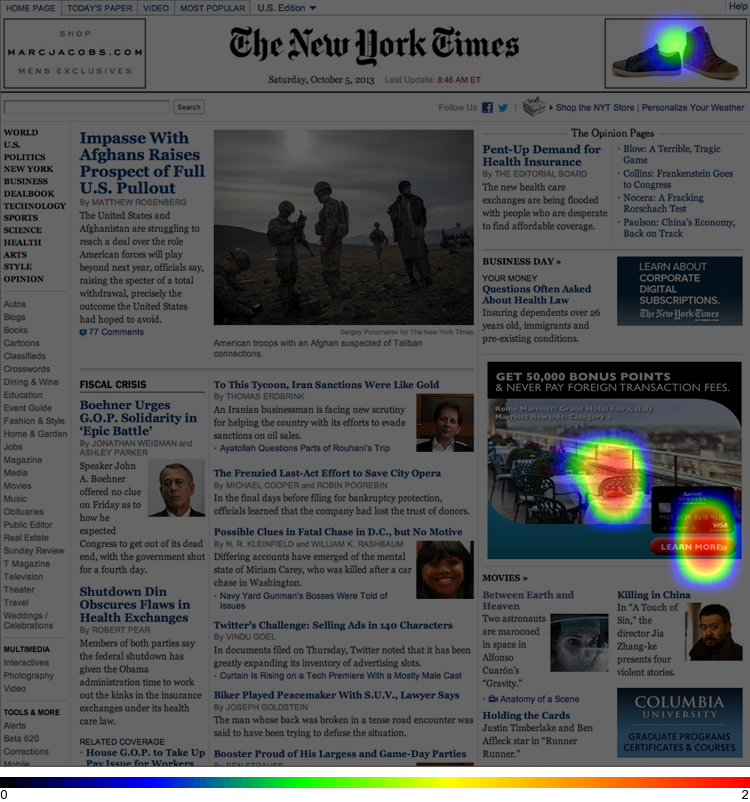 HOME PAGE TODAY'S PAPER VIDEO MOST POPULAR U.S. Edition
Help
SHOP
MARCJACOBS.COM
MENS EXCLUSIVES
The New York Times
Saturday, October 5, 2013 Last Update: 8:46 AM ET
Search
Follow Us
Shop the NYT Store | Personalize Your Weather
WORLD
U.S.
POLITICS
NEW YORK
BUSINESS
DEALBOOK
TECHNOLOGY
SPORTS
SCIENCE
HEALTH
ARTS
STYLE
OPINION
Autos
Blogs
Books
Cartoons
Classifieds
Crosswords
Dining & Wine
Education
Event Guide
Fashion & Style
Home & Garden
Jobs
Magazine
Media
Movies
Music
Obituaries
Public Editor
Real Estate
Sunday Review
T Magazine
Television
Theater
Travel
Weddings /
Celebrations
MULTIMEDIA
Interactives
Photography
Video
TOOLS & MORE
Alerts
Beta 620
Corrections
Mobile
Impasse With
Afghans Raises
Prospect of Full
U.S. Pullout
By MATTHEW ROSENBERG
The United States and
Afghanistan are struggling to
reach a deal over the role
American forces will play
beyond next year, officials say,
raising the specter of a total
withdrawal, precisely the
outcome the United States
had hoped to avoid.
77 Comments
Sergey Ponomarev for The New York Times
American troops with an Afghan suspected of Taliban
connections.
FISCAL CRISIS
Boehner Urges
G.O.P. Solidarity in
'Epic Battle'
By JONATHAN WEISMAN and
ASHLEY PARKER
Speaker John
A. Boehner
offered no clue
on Friday as to
how he
expected
Congress to get out of its dead
end, with the government shut
for a fourth day.
Shutdown Din
Obscures Flaws in
Health Exchanges
By ROBERT PEAR
Members of both parties say
the federal shutdown has
given the Obama
administration time to work
out the kinks in the insurance
exchanges under its health
care law.
RELATED COVERAGE
· House G.O.P. to Take Up
Pay Issue for Workers
To This Tycoon, Iran Sanctions Were Like Gold
By THOMAS ERDBRINK
An Iranian businessman is facing new scrutiny
for helping the country with its efforts to evade
sanctions on oil sales.
· Ayatollah Questions Parts of Rouhani's Trip
The Frenzied Last-Act Effort to Save City Opera
By MICHAEL COOPER and ROBIN POGREBIN
In the final days before filing for bankruptcy protection,
officials learned that the company had lost the trust of donors.
Possible Clues in Fatal Chase in D.C., but No Motive
By N. R. KLEINFIELD and WILLIAM K. RASHBAUM
Differing accounts have emerged of the mental
state of Miriam Carey, who was killed after a car
chase in Washington.
· Navy Yard Gunman's Bosses Were Told of
Issues
Twitter's Challenge: Selling Ads in 140 Characters
By VINDU GOEL
In documents filed on Thursday, Twitter noted that it has been
greatly expanding its inventory of advertising slots.
· Curtain Is Rising on a Tech Premiere With a Mostly Male Cast
Biker Played Peacemaker With S.U.V., Lawyer Says
By JOSEPH GOLDSTEIN
The man whose back was broken in a tense road encounter was
said to have been trying to defuse the situation.
Booster Proud of His Largess and Game-Day Parties
By BEN STRAUSS
The Opinion Pages
Pent-Up Demand for
Health Insurance
By THE EDITORIAL BOARD
The new health care
exchanges are being flooded
with people who are desperate
to find affordable coverage.
· Blow: A Terrible, Tragic
Game
· Collins: Frankenstein Goes
to Congress
· Nocera: A Fracking
Rorschach Test
· Paulson: China's Economy,
Back on Track
BUSINESS DAY »
YOUR MONEY
Questions Often Asked
About Health Law
Insuring dependents over 26
years old, immigrants and
pre-existing conditions.
LEARN ABOUT
CORPORATE
DIGITAL
SUBSCRIPTIONS.
The New York Times
GET 50,000 BONUS POINTS
& NEVER PAY FOREIGN TRANSACTION FEES.
Rome Marriott Grand Hotel Flora, Italy
Marriott Rewards Category 8
VISA
LEARN MORE»
MOVIES »
Between Earth and
Heaven
Two astronauts
are marooned
in space in
Alfonso
Cuarón's
"Gravity."
· Anatomy of a Scene
Holding the Cards
Justin Timberlake and Ben
Affleck star in "Runner
Runner."
Killing in China
In "A Touch of
Sin," the
director Jia
Zhang-ke
presents four
violent stories.
COLUMBIA
UNIVERSITY
GRADUATE PROGRAMS
CERTIFICATES & COURSES
0 2